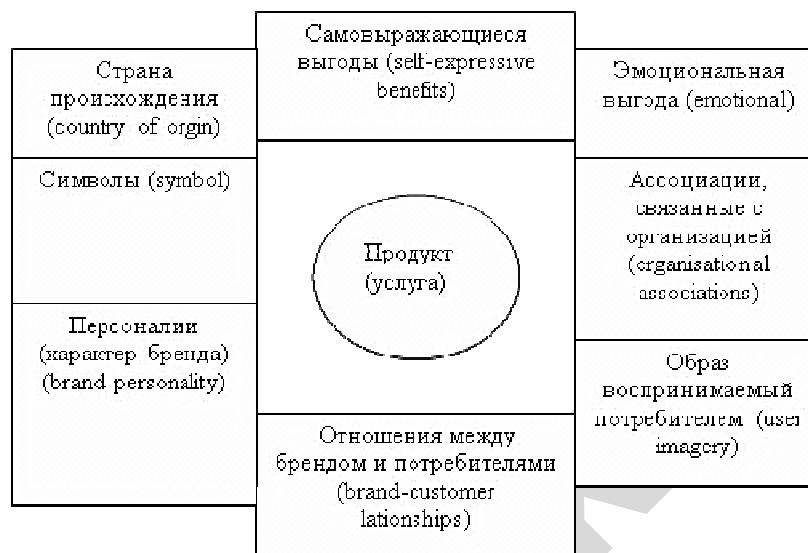 Самовыражающиеся
выгоды (self-expressive
benefits)
Страна
происхождения
(country of orgin)
Эмоциональная
выгода (emotional)
Символы (symbol)
Ассоциации,
связанные с
организацией
(organisational
associations)
Продукт
(услуга)
Персоналии
(характер бренда)
(brand personality)
Образ
воспринимаемый
потребителем (user
imagery)
Отношения между
брендом и потребителями
(brand-customer
lationships)